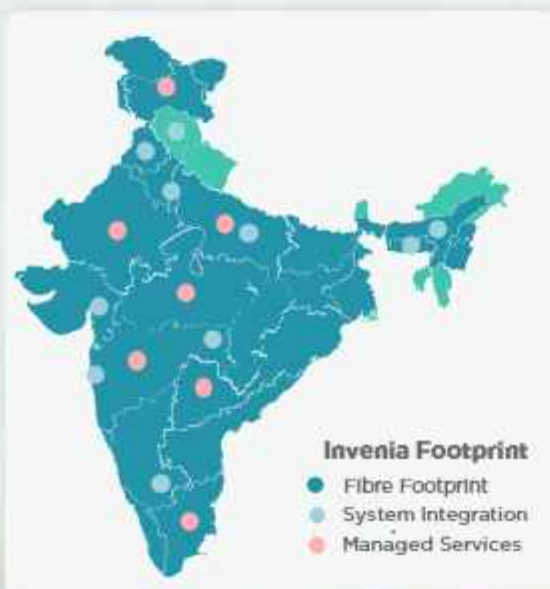 Invenia Footprint
Fibre Footprint
System Integration
Managed Services